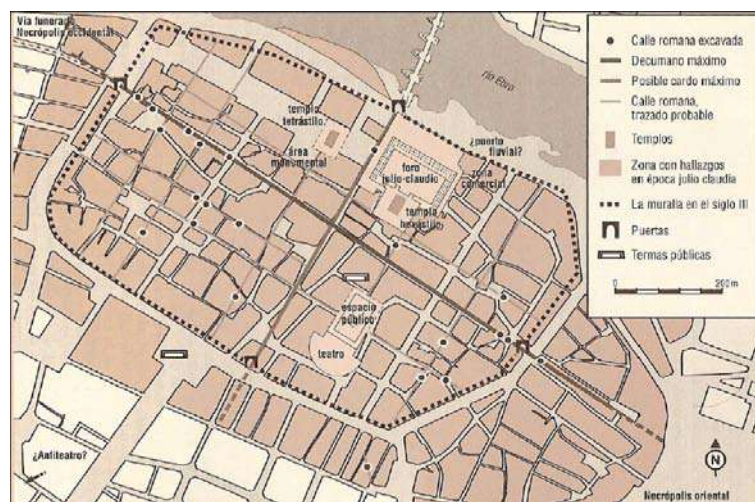 Vía funeraria
Necrópolis occidental
río Ebro
templo
tetrástilo
área
monumental
foro
julio-claudio
¿puerto
fluvial?
zona
comercial
templo
hexástilo
espacio
público
teatro
¿Anfiteatro?
Necrópolis oriental
N
Calle romana excavada
Decumano máximo
Posible cardo máximo
Calle romana,
trazado probable
Templos
Zona con hallazgos
en época julio claudia
La muralla en el siglo III
Puertas
Termas públicas
0 200 m